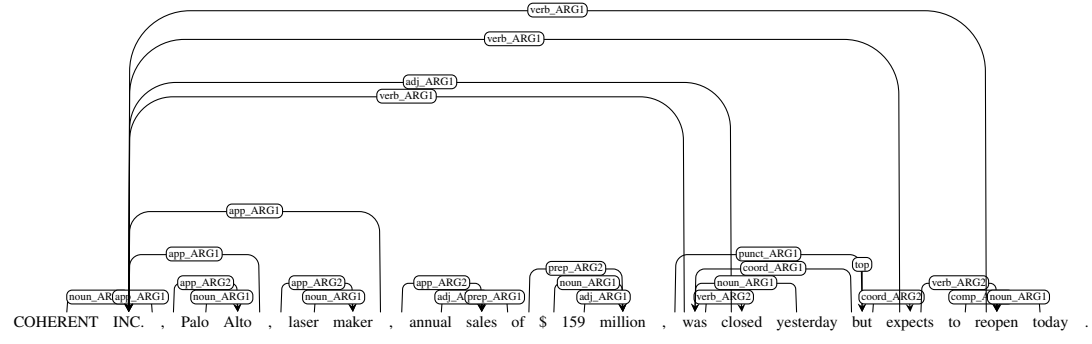 verb_ARG1
verb_ARG1
adj_ARG1
verb_ARG1
app_ARG1
app_ARG1 punct_ARG1
prep_ARG2 coord_ARG1 top
app_ARG2 app_ARG2 app_ARG2 noun_ARG1 noun_ARG1 verb_ARG2
app_ARG1 noun_ARG1 noun_ARG1 prep_ARG1 adj_ARG1 verb_ARG2 coord_ARG2 noun_ARG1
COHERENT INC. , Palo Alto , laser maker , annual sales of $ 159 million , was closed yesterday but expects to reopen today .